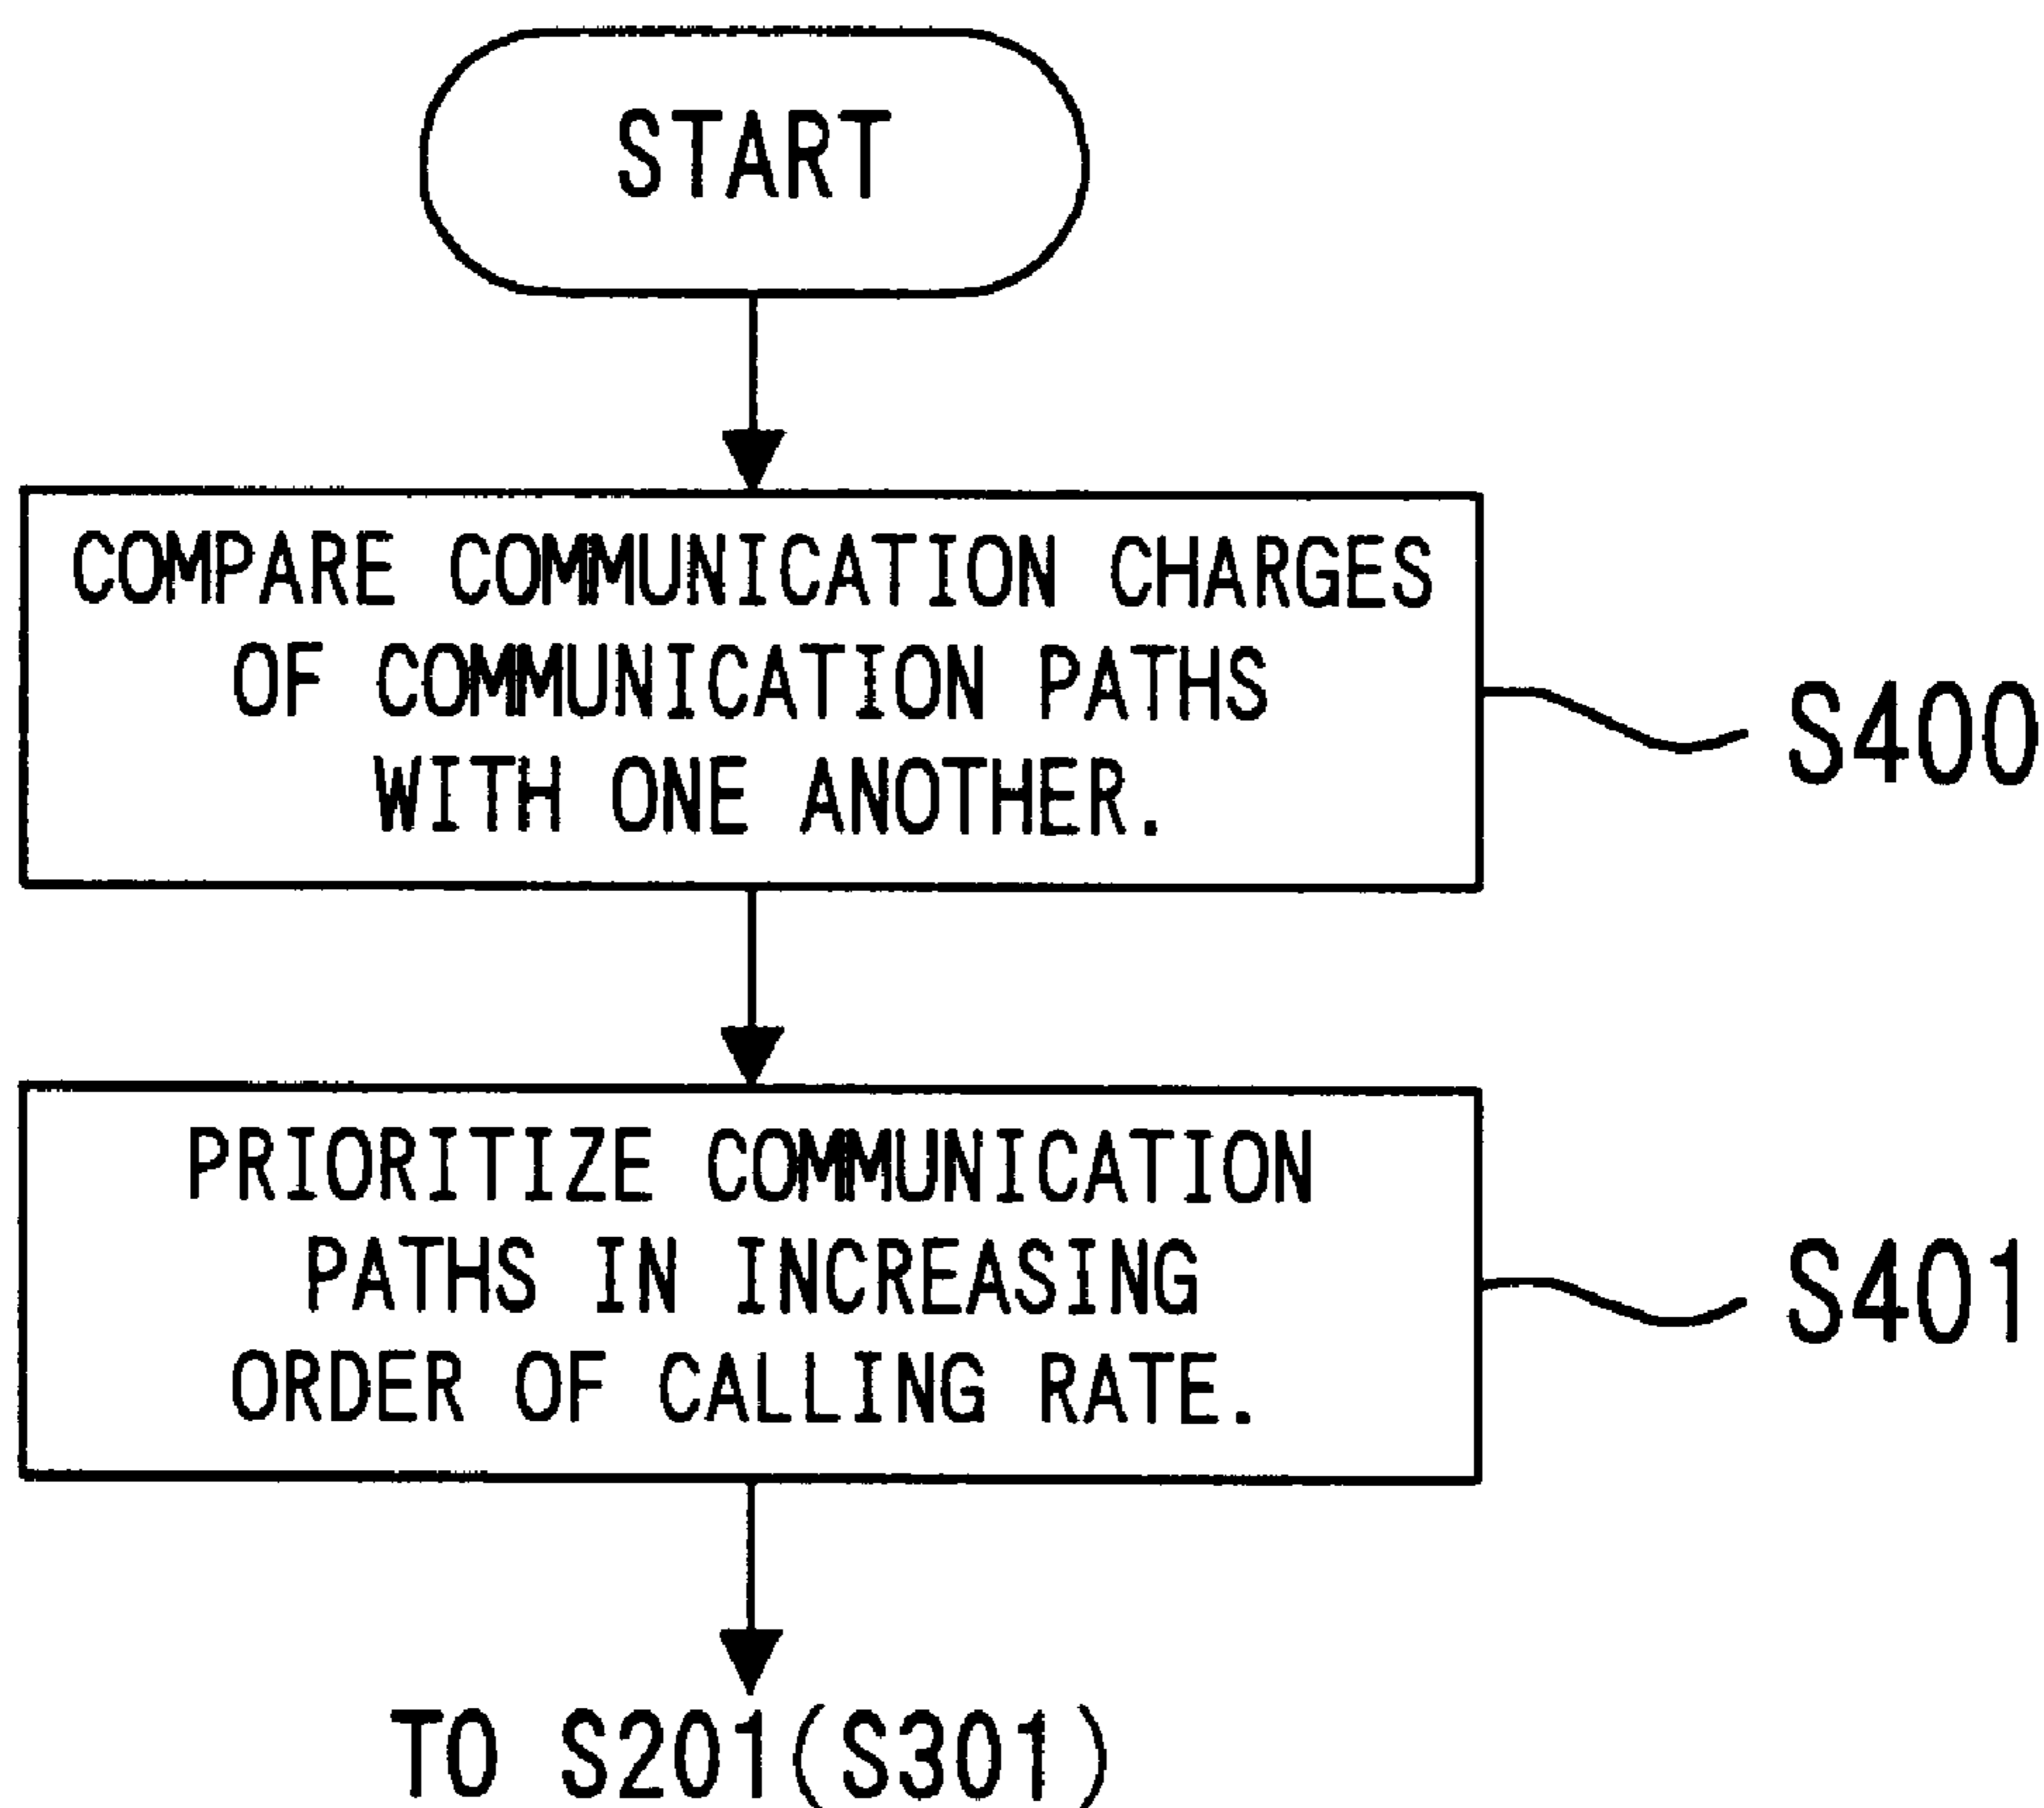 START
COMPARE COMMUNICATION CHARGES
OF COMMUNICATION PATHS
WITH ONE ANOTHER.
S400
PRIORITIZE COMMUNICATION
PATHS IN INCREASING
ORDER OF CALLING RATE.
S401
TO S201(S301)